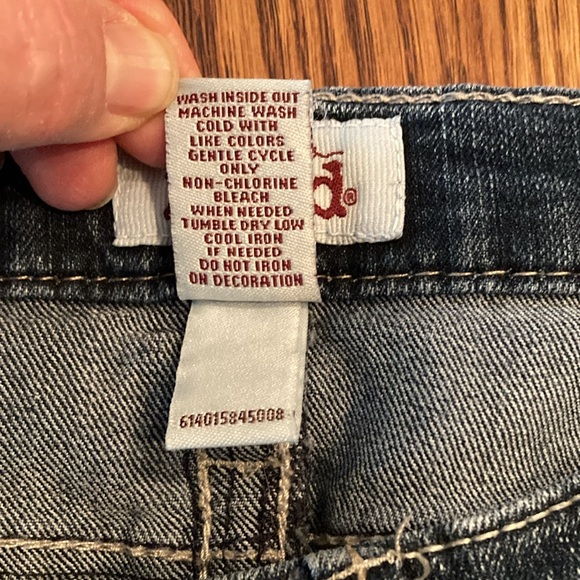 WASH INSIDE OUT
MACHINE WASH
COLD WITH
LIKE COLORS
GENTLE CYCLE
ONLY
NON-CHLORINE
BLEACH
WHEN NEEDED
TUMBLE DRY LOW
COOL IRON
IF NEEDED
DO NOT IRON
ON DECORATION
d®
614015845008